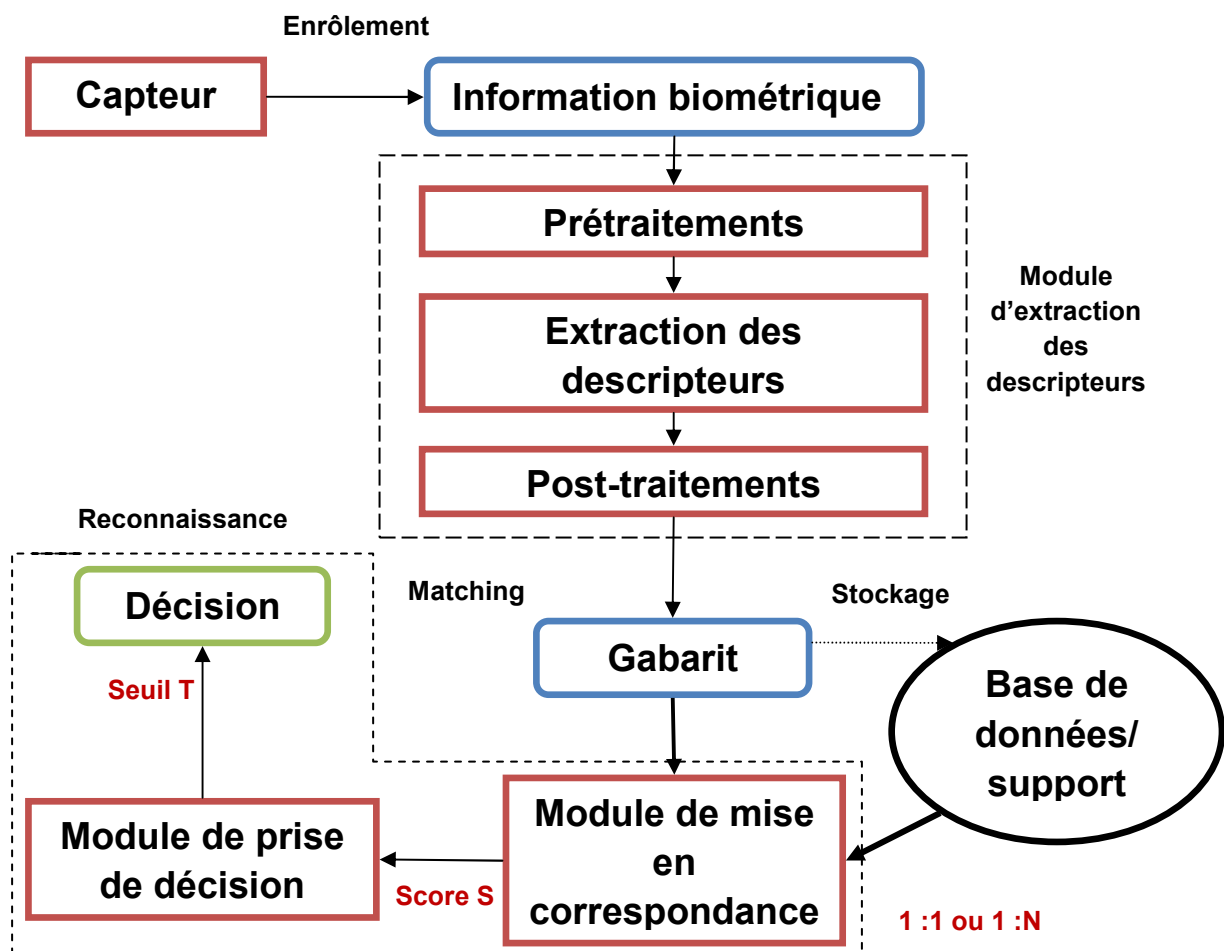 Enrôlement
Capteur
Information biométrique
Prétraitements
Extraction des
descripteurs
Post-traitements
Module
d’extraction
des
descripteurs
Reconnaissance
Décision
Seuil T
Matching
Stockage
Gabarit
Base de
données/
support
Module de prise
de décision
Score S
Module de mise
en
correspondance
1 :1 ou 1 :N